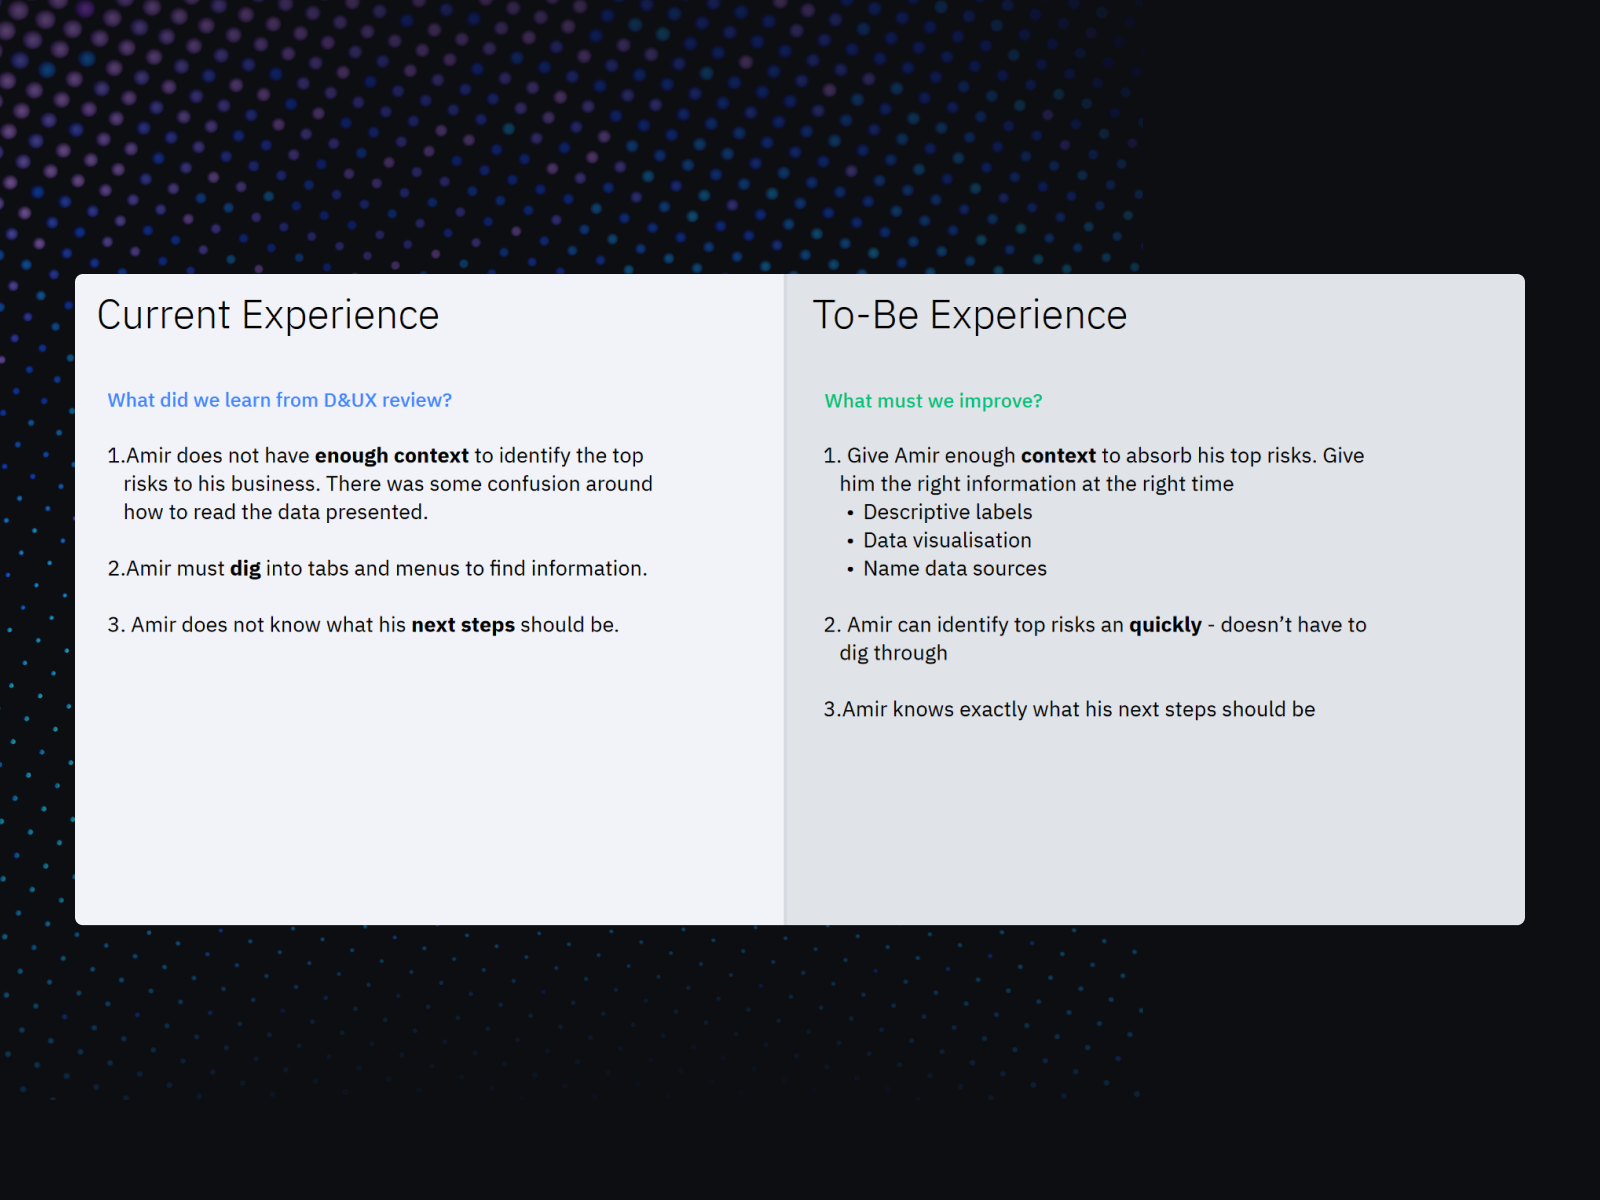 Current Experience
What did we learn from D&UX review?
1.Amir does not have enough context to identify the top
risks to his business. There was some confusion around
how to read the data presented.
2.Amir must dig into tabs and menus to find information.
3. Amir does not know what his next steps should be.
To-Be Experience
What must we improve?
1. Give Amir enough context to absorb his top risks. Give
him the right information at the right time
• Descriptive labels
• Data visualisation
• Name data sources
2. Amir can identify top risks an quickly - doesn’t have to
dig through
3.Amir knows exactly what his next steps should be